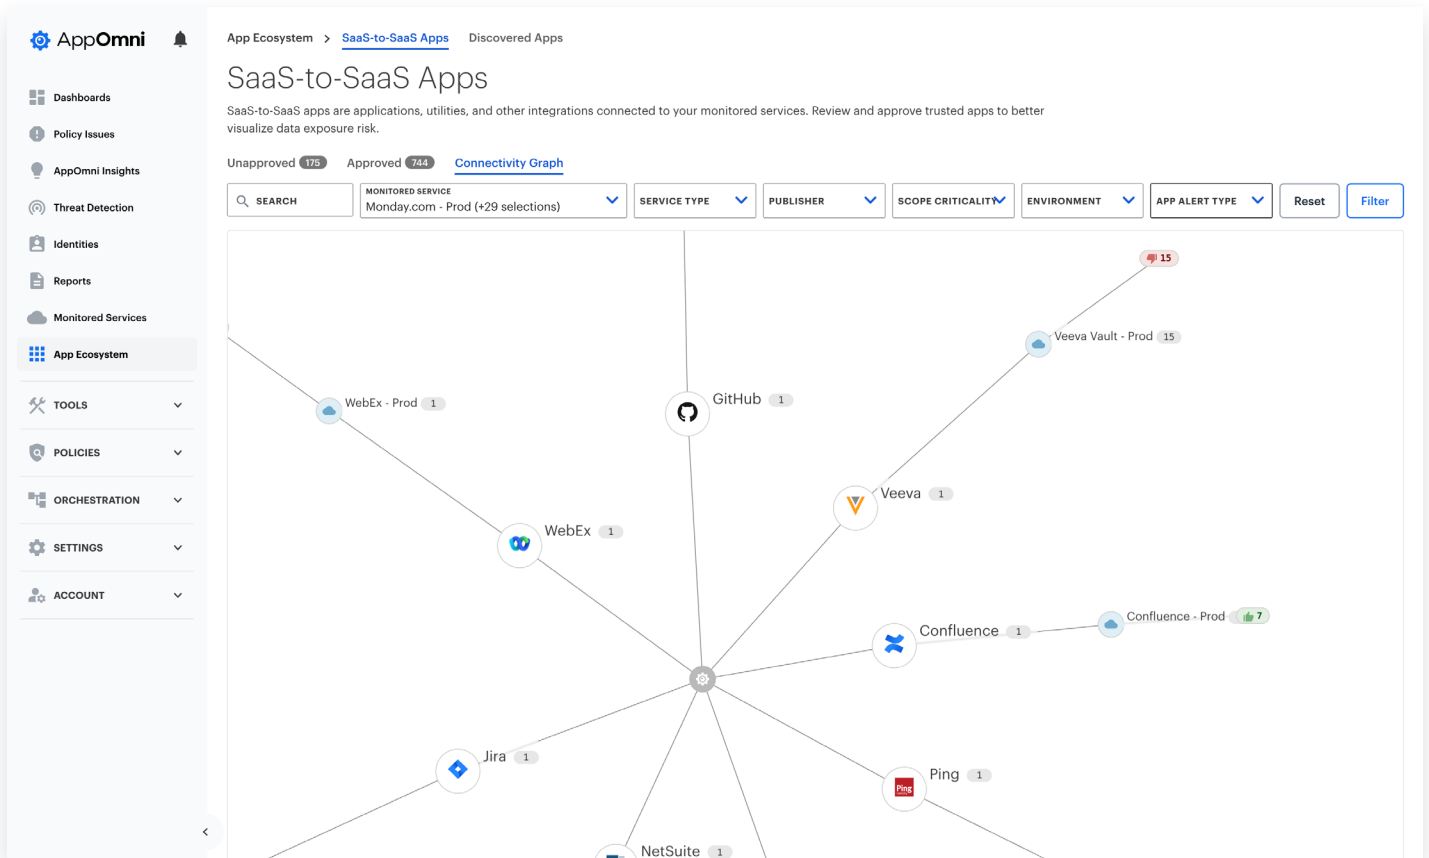 AppOmni
Dashboards
Policy Issues
AppOmni Insights
Threat Detection
Identities
Reports
Monitored Services
App Ecosystem
TOOLS
POLICIES
ORCHESTRATION
SETTINGS
ACCOUNT
App Ecosystem > SaaS-to-SaaS Apps Discovered Apps
SaaS-to-SaaS Apps
SaaS-to-SaaS apps are applications, utilities, and other integrations connected to your monitored services. Review and approve trusted apps to better
visualize data exposure risk.
Unapproved 175 Approved 744 Connectivity Graph
SEARCH
MONITORED SERVICE
Monday.com - Prod (+29 selections)
SERVICE TYPE
PUBLISHER
SCOPE CRITICALITY
ENVIRONMENT
APP ALERT TYPE
Reset
Filter
15
Veeva Vault - Prod 15
WebEx - Prod 1
GitHub 1
Veeva 1
WebEx 1
Confluence - Prod 7
Confluence 1
Jira 1
Ping 1
Ping
NetSuite 1